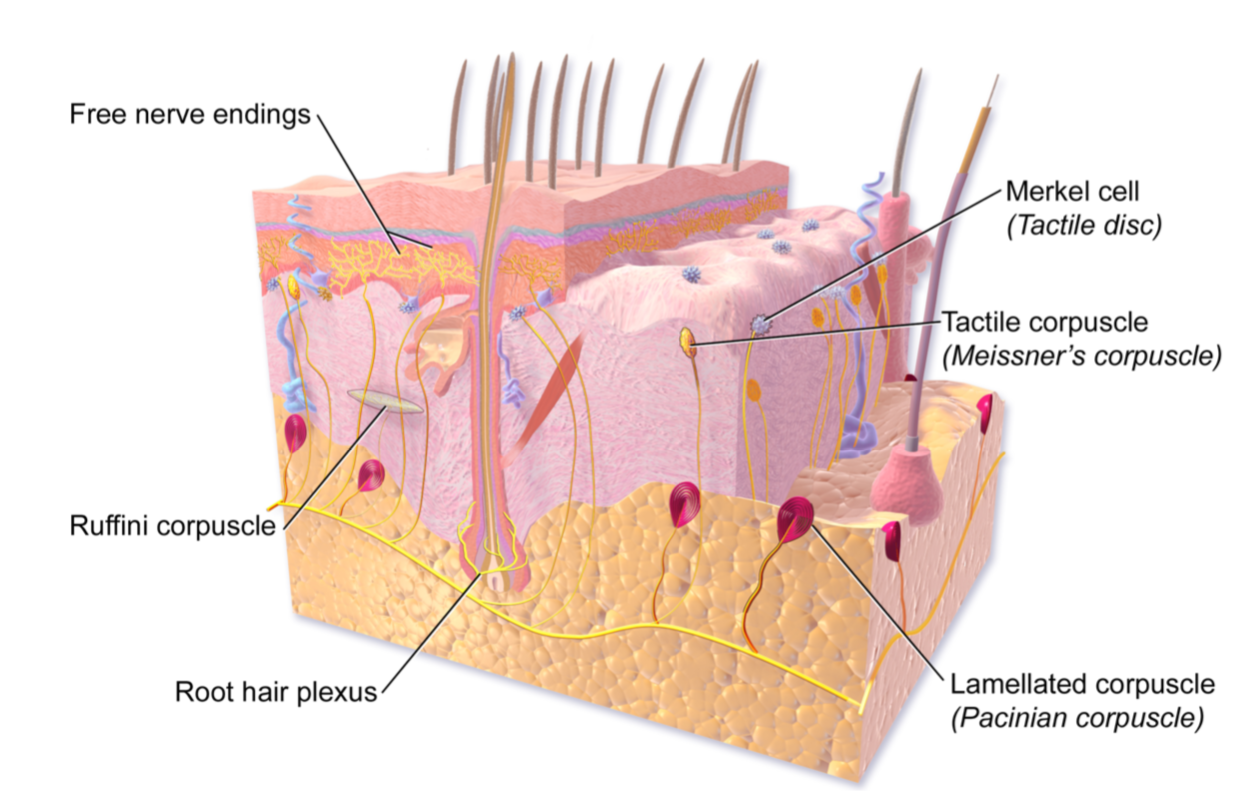 Free nerve endings
Merkel cell
(Tactile disc)
Tactile corpuscle
(Meissner's corpuscle)
Ruffini corpuscle
Root hair plexus
Lamellated corpuscle
(Pacinian corpuscle)